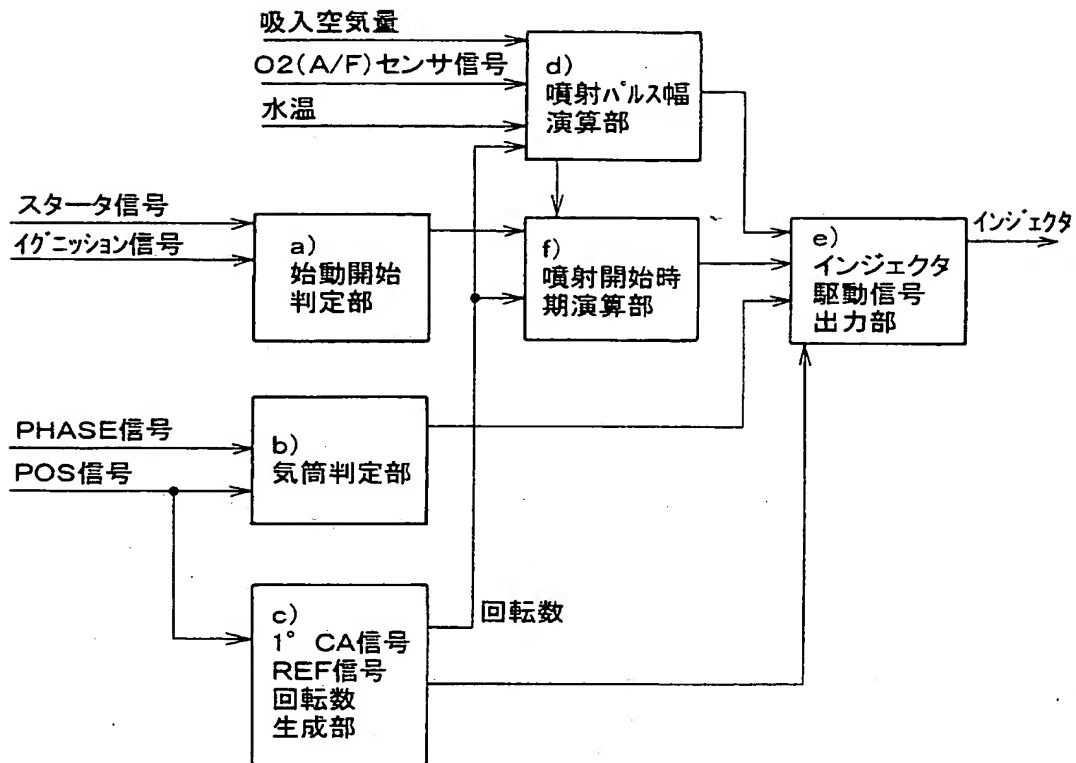 吸入空気量
O2(A/F)センサ信号
水温
d)
噴射パルス幅
演算部
スタータ信号
イグニッション信号
a)
始動開始
判定部
f)
噴射開始時
期演算部
e)
インジェクタ
駆動信号
出力部
インジェクタ
PHASE信号
POS信号
b)
気筒判定部
c)
1° CA信号
REF信号
回転数
生成部
回転数